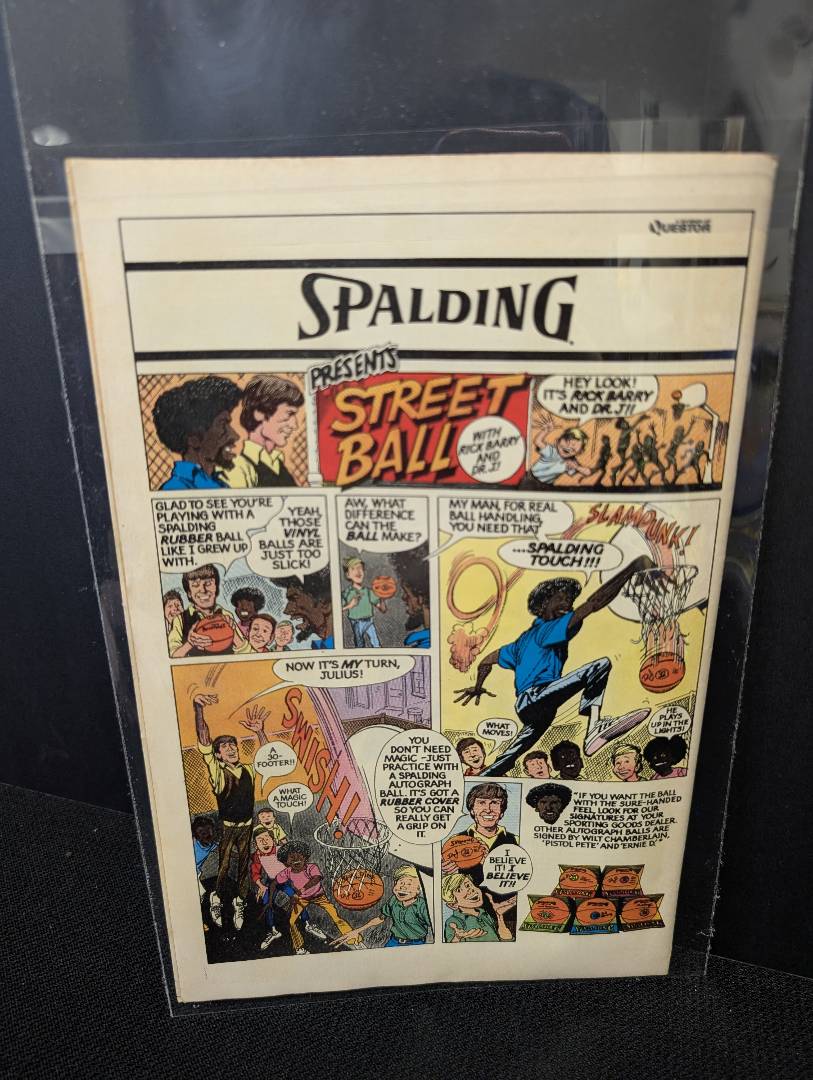 QUESTOR
SPALDING
PRESENTS
STREET
BALL
WITH
RICK BARRY
AND
DR. J!
HEY LOOK!
IT'S RICK BARRY
AND DR. J!!
GLAD TO SEE YOU'RE
PLAYING WITH A
SPALDING
RUBBER BALL
LIKE I GREW UP
WITH.
YEAH,
THOSE
VINYL
BALLS ARE
JUST TOO
SLICK!
AW, WHAT
DIFFERENCE
CAN THE
BALL MAKE?
MY MAN, FOR REAL
BALL HANDLING,
YOU NEED THAT
...SPALDING
TOUCH!!!
SLAMDUNK!
WHAT
MOVES!
HE
PLAYS
UP IN THE
LIGHTS!
NOW IT'S MY TURN,
JULIUS!
SWISH!
A
30-
FOOTER!!
WHAT
A MAGIC
TOUCH!
YOU
DON'T NEED
MAGIC -JUST
PRACTICE WITH
A SPALDING
AUTOGRAPH
BALL. IT'S GOT A
RUBBER COVER
SO YOU CAN
REALLY GET
A GRIP ON
IT.
I
BELIEVE
IT! I
BELIEVE
IT!!
"IF YOU WANT THE BALL
WITH THE SURE-HANDED
FEEL, LOOK FOR OUR
SIGNATURES AT YOUR
SPORTING GOODS DEALER.
OTHER AUTOGRAPH BALLS ARE
SIGNED BY WILT CHAMBERLAIN,
'PISTOL PETE' AND 'ERNIE D.'"